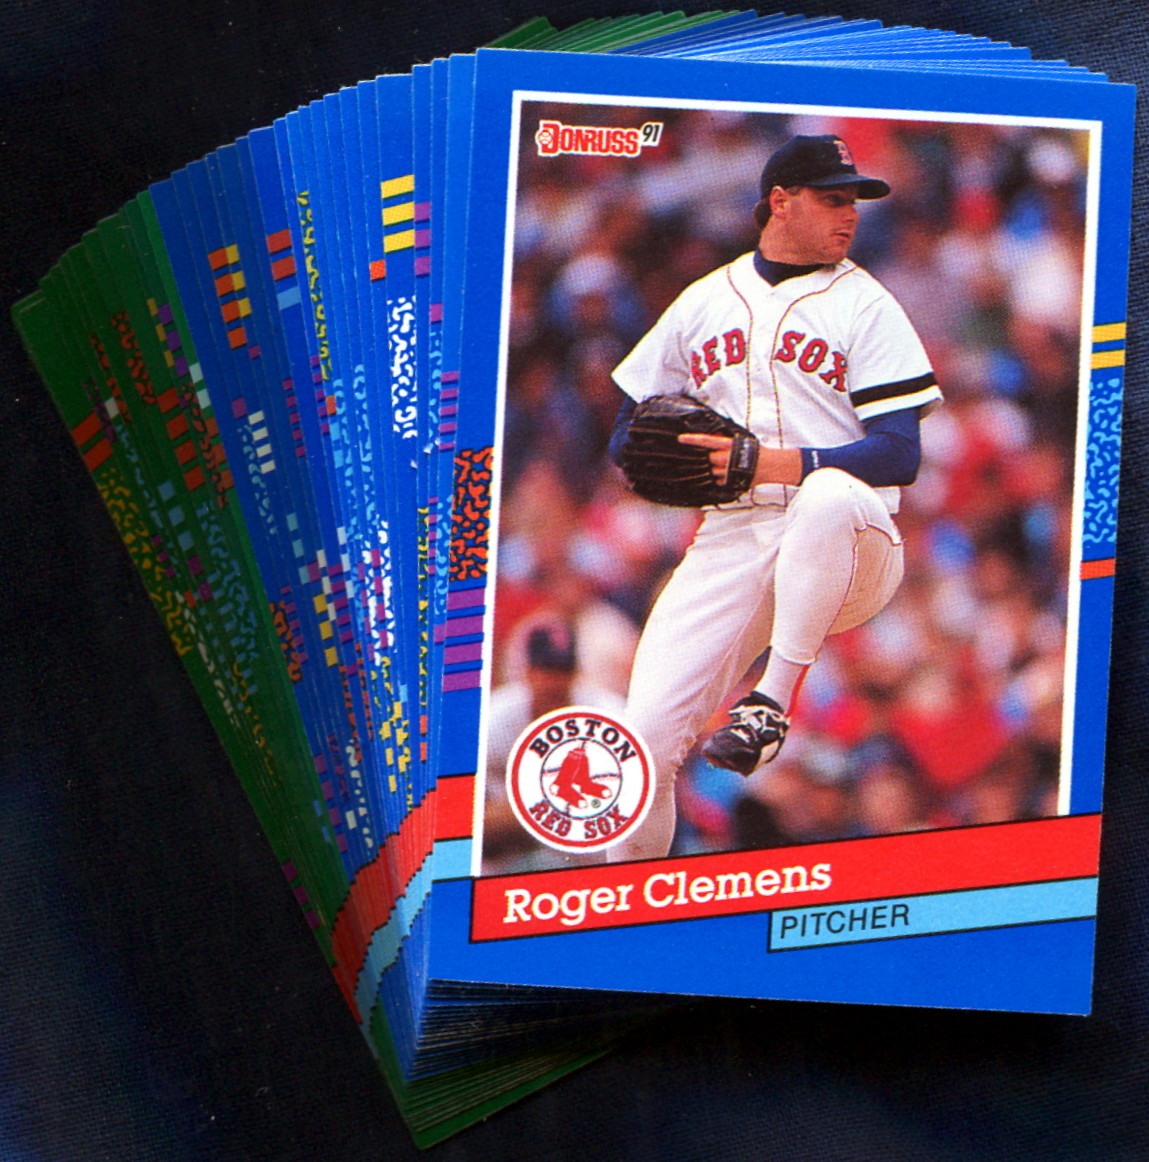 DONRUSS 91
B
RED SOX
BOSTON
RED SOX
®
Roger Clemens
PITCHER